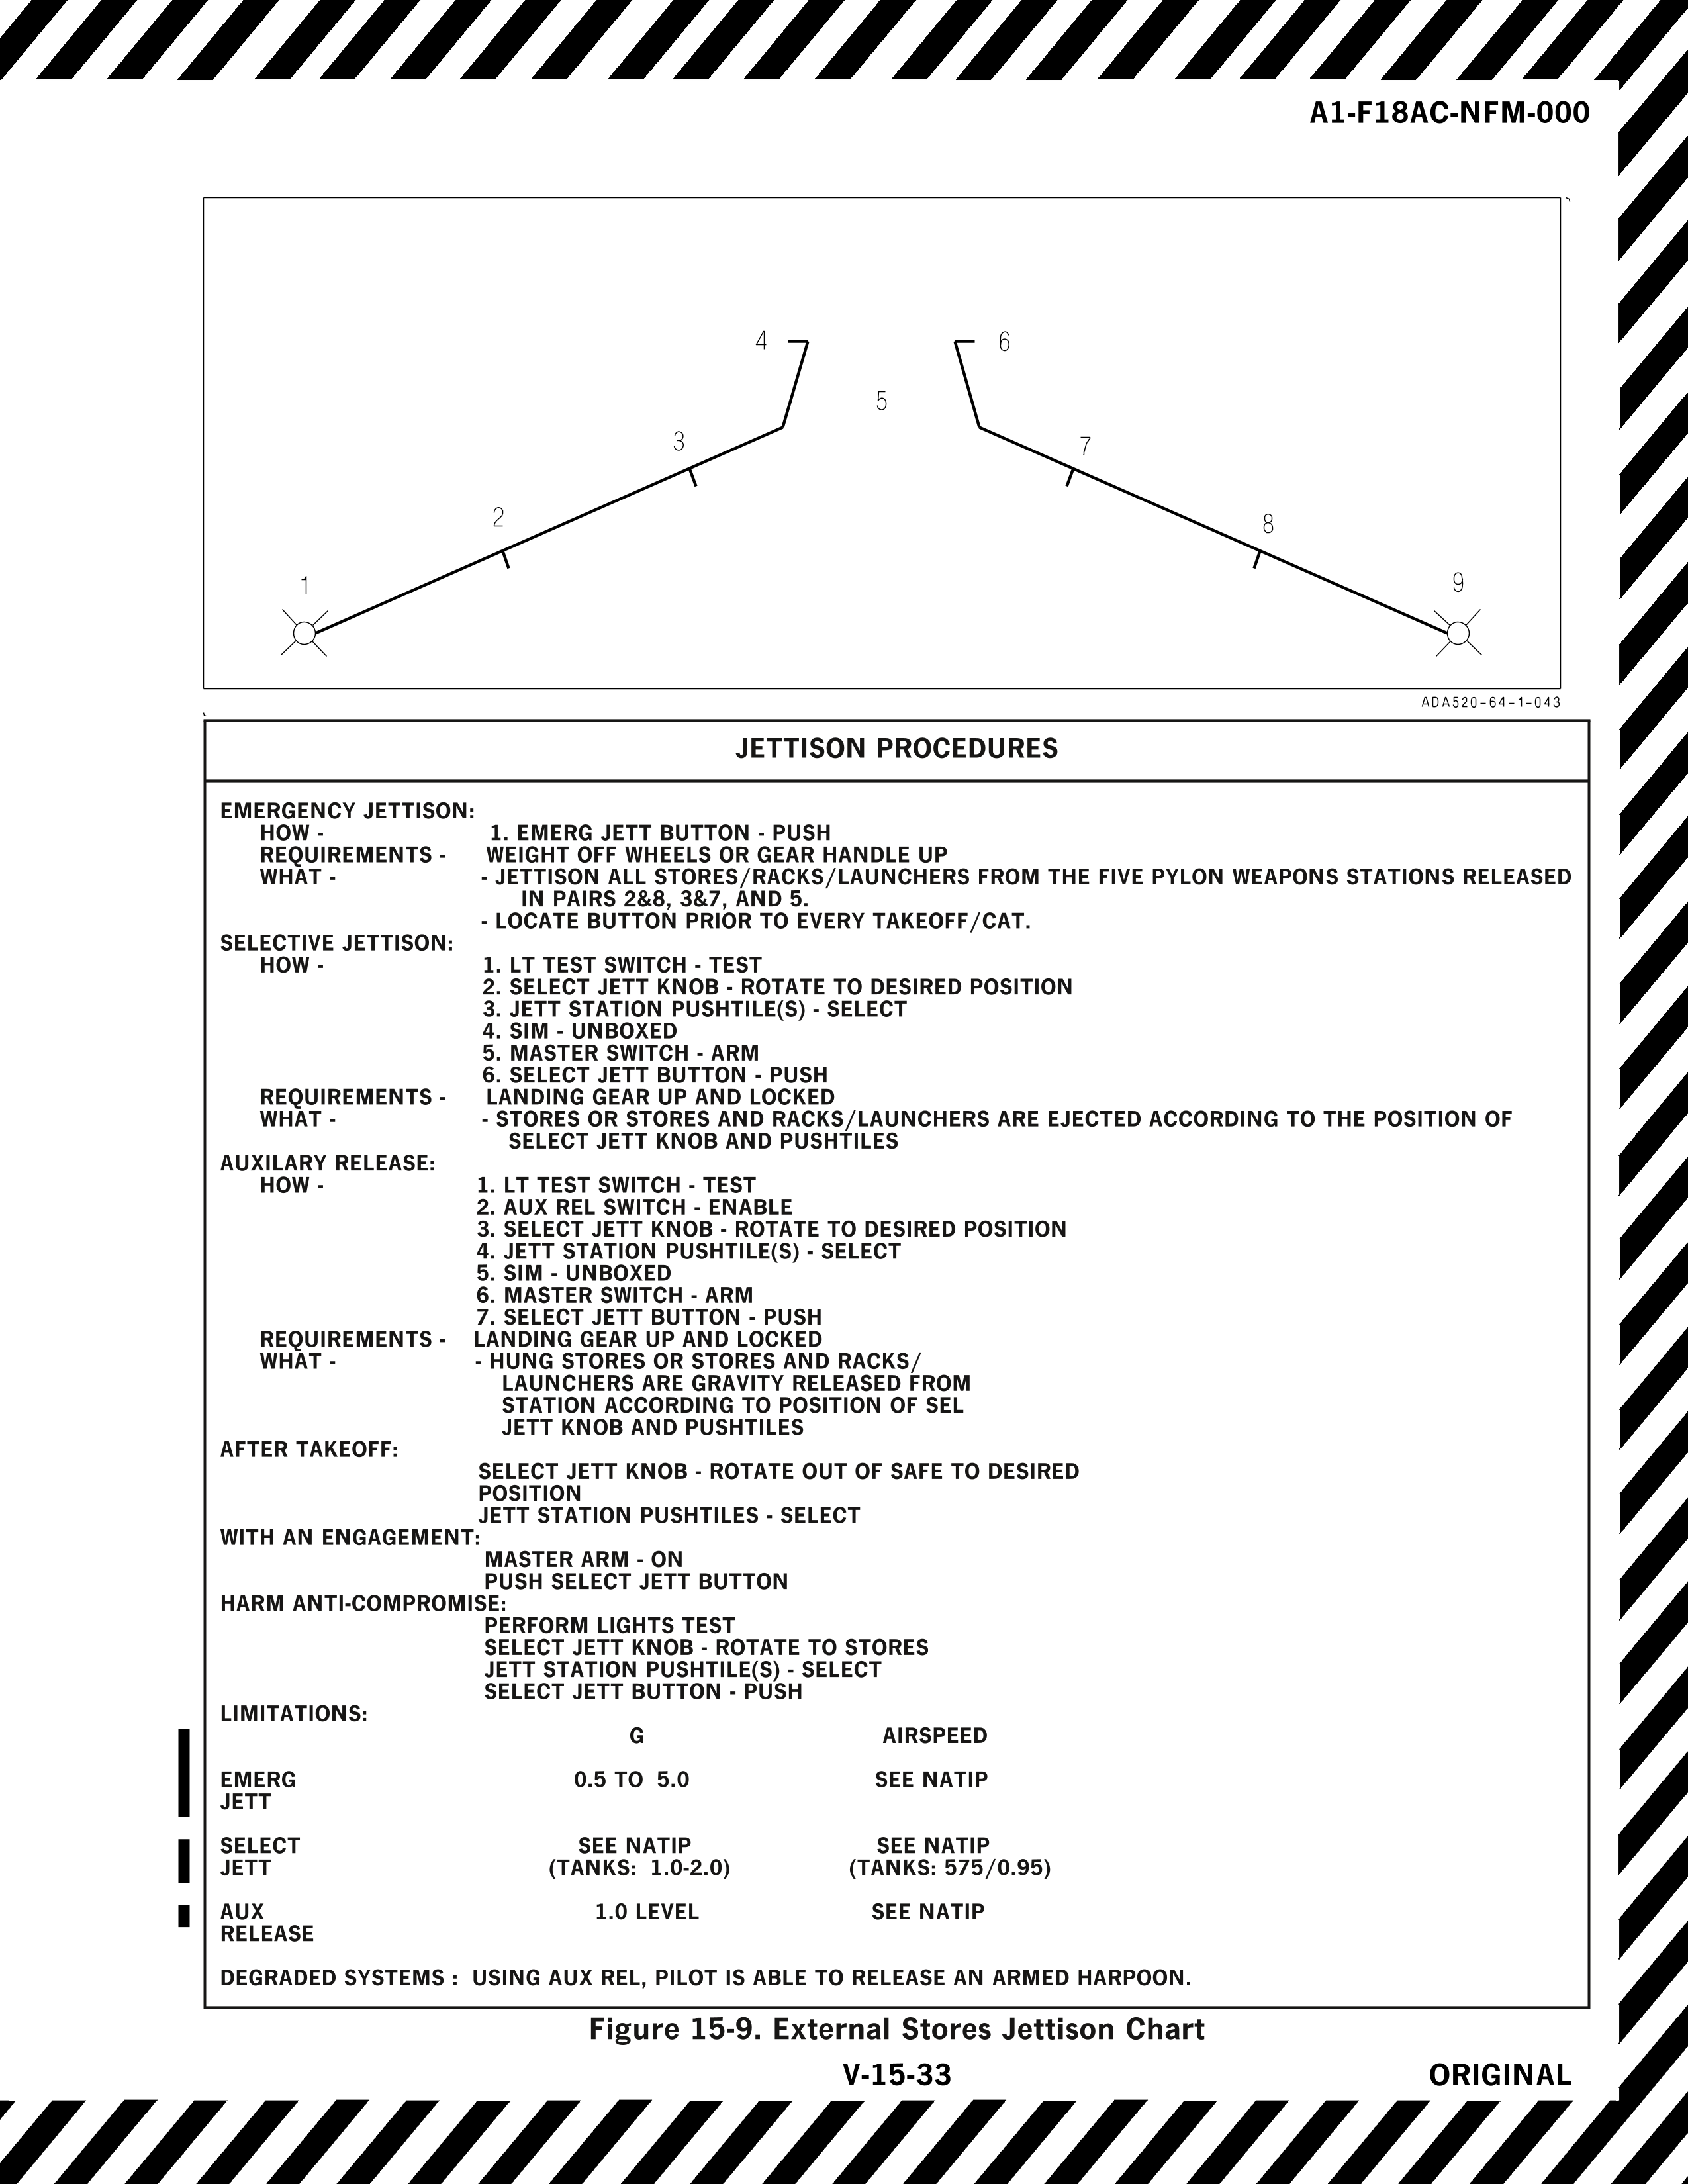 A1-F18AC-NFM-000
4
6
5
3
7
2
8
1
9
ADA520-64-1-043
JETTISON PROCEDURES
EMERGENCY JETTISON:
HOW - 1. EMERG JETT BUTTON - PUSH
REQUIREMENTS - WEIGHT OFF WHEELS OR GEAR HANDLE UP
WHAT - - JETTISON ALL STORES/RACKS/LAUNCHERS FROM THE FIVE PYLON WEAPONS STATIONS RELEASED
IN PAIRS 2&8, 3&7, AND 5.
- LOCATE BUTTON PRIOR TO EVERY TAKEOFF/CAT.
SELECTIVE JETTISON:
HOW - 1. LT TEST SWITCH - TEST
2. SELECT JETT KNOB - ROTATE TO DESIRED POSITION
3. JETT STATION PUSHTILE(S) - SELECT
4. SIM - UNBOXED
5. MASTER SWITCH - ARM
6. SELECT JETT BUTTON - PUSH
REQUIREMENTS - LANDING GEAR UP AND LOCKED
WHAT - - STORES OR STORES AND RACKS/LAUNCHERS ARE EJECTED ACCORDING TO THE POSITION OF
SELECT JETT KNOB AND PUSHTILES
AUXILARY RELEASE:
HOW - 1. LT TEST SWITCH - TEST
2. AUX REL SWITCH - ENABLE
3. SELECT JETT KNOB - ROTATE TO DESIRED POSITION
4. JETT STATION PUSHTILE(S) - SELECT
5. SIM - UNBOXED
6. MASTER SWITCH - ARM
7. SELECT JETT BUTTON - PUSH
REQUIREMENTS - LANDING GEAR UP AND LOCKED
WHAT - - HUNG STORES OR STORES AND RACKS/
LAUNCHERS ARE GRAVITY RELEASED FROM
STATION ACCORDING TO POSITION OF SEL
JETT KNOB AND PUSHTILES
AFTER TAKEOFF:
SELECT JETT KNOB - ROTATE OUT OF SAFE TO DESIRED
POSITION
JETT STATION PUSHTILES - SELECT
WITH AN ENGAGEMENT:
MASTER ARM - ON
PUSH SELECT JETT BUTTON
HARM ANTI-COMPROMISE:
PERFORM LIGHTS TEST
SELECT JETT KNOB - ROTATE TO STORES
JETT STATION PUSHTILE(S) - SELECT
SELECT JETT BUTTON - PUSH
LIMITATIONS:
G AIRSPEED
EMERG 0.5 TO 5.0 SEE NATIP
JETT
SELECT SEE NATIP SEE NATIP
JETT (TANKS: 1.0-2.0) (TANKS: 575/0.95)
AUX 1.0 LEVEL SEE NATIP
RELEASE
DEGRADED SYSTEMS : USING AUX REL, PILOT IS ABLE TO RELEASE AN ARMED HARPOON.
Figure 15-9. External Stores Jettison Chart
V-15-33 ORIGINAL